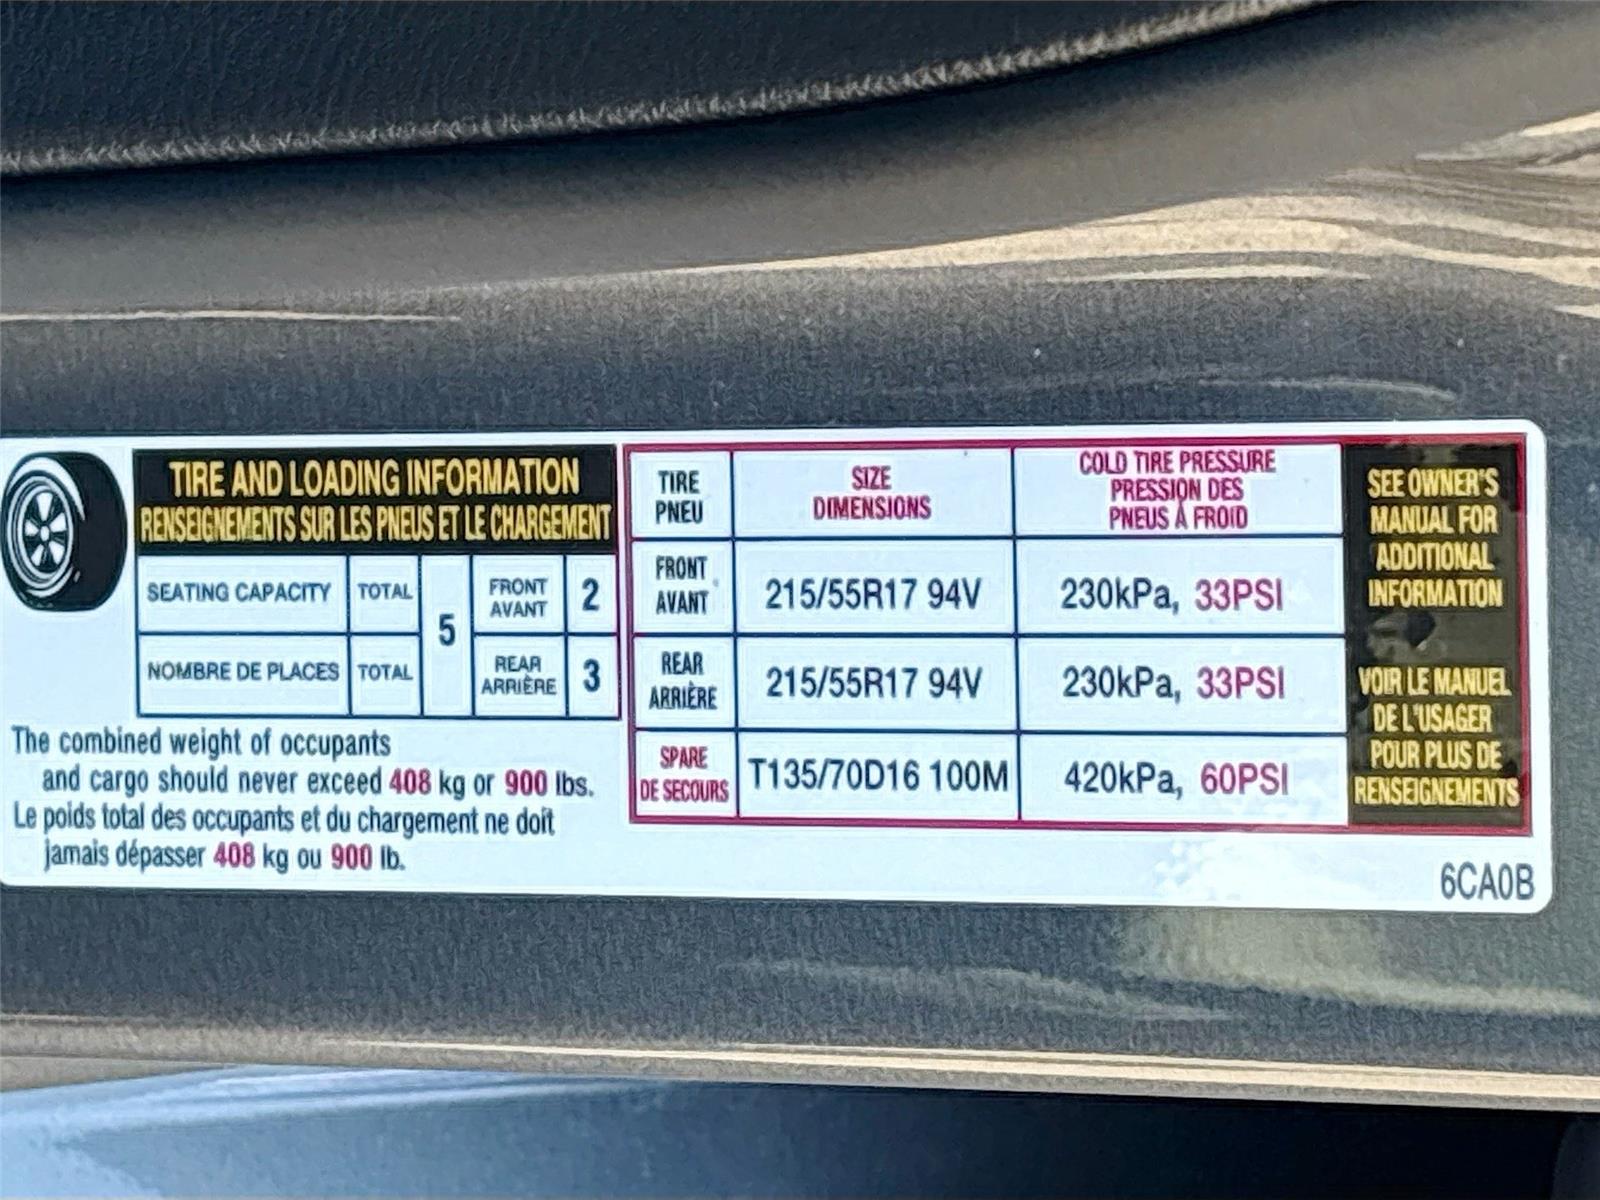 TIRE AND LOADING INFORMATION
RENSEIGNEMENTS SUR LES PNEUS ET LE CHARGEMENT
SEATING CAPACITY TOTAL 5 FRONT AVANT 2
NOMBRE DE PLACES TOTAL REAR ARRIÈRE 3
The combined weight of occupants
and cargo should never exceed 408 kg or 900 lbs.
Le poids total des occupants et du chargement ne doit
jamais dépasser 408 kg ou 900 lb.
TIRE PNEU
SIZE
DIMENSIONS
COLD TIRE PRESSURE
PRESSION DES
PNEUS À FROID
FRONT AVANT 215/55R17 94V 230kPa, 33PSI
REAR ARRIÈRE 215/55R17 94V 230kPa, 33PSI
SPARE DE SECOURS T135/70D16 100M 420kPa, 60PSI
SEE OWNER'S
MANUAL FOR
ADDITIONAL
INFORMATION
VOIR LE MANUEL
DE L'USAGER
POUR PLUS DE
RENSEIGNEMENTS
6CA0B